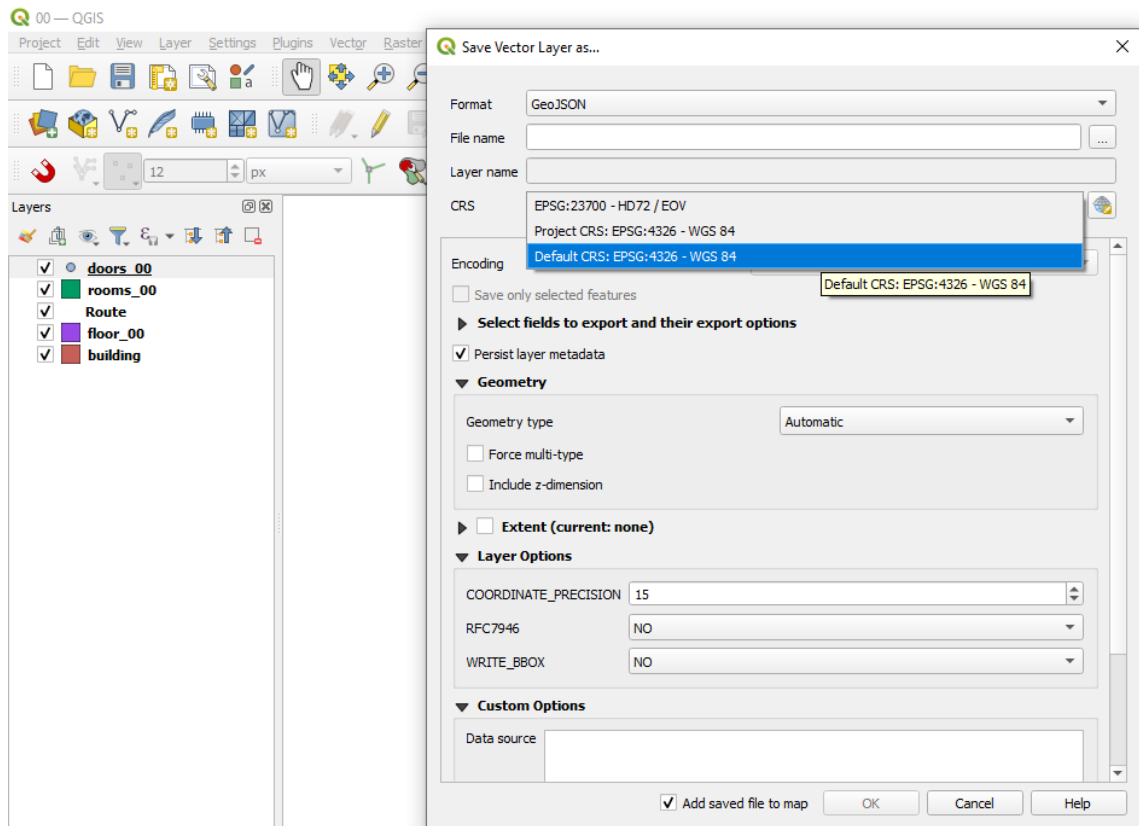 00 — QGIS
Project Edit View Layer Settings Plugins Vector Raster
12 px
Layers
doors_00
rooms_00
Route
floor_00
building
Save Vector Layer as...
Format GeoJSON
File name ...
Layer name
CRS EPSG:23700 - HD72 / EOV
Project CRS: EPSG:4326 - WGS 84
Default CRS: EPSG:4326 - WGS 84
Encoding
Default CRS: EPSG:4326 - WGS 84
Save only selected features
Select fields to export and their export options
Persist layer metadata
Geometry
Geometry type Automatic
Force multi-type
Include z-dimension
Extent (current: none)
Layer Options
COORDINATE_PRECISION 15
RFC7946 NO
WRITE_BBOX NO
Custom Options
Data source
Add saved file to map OK Cancel Help